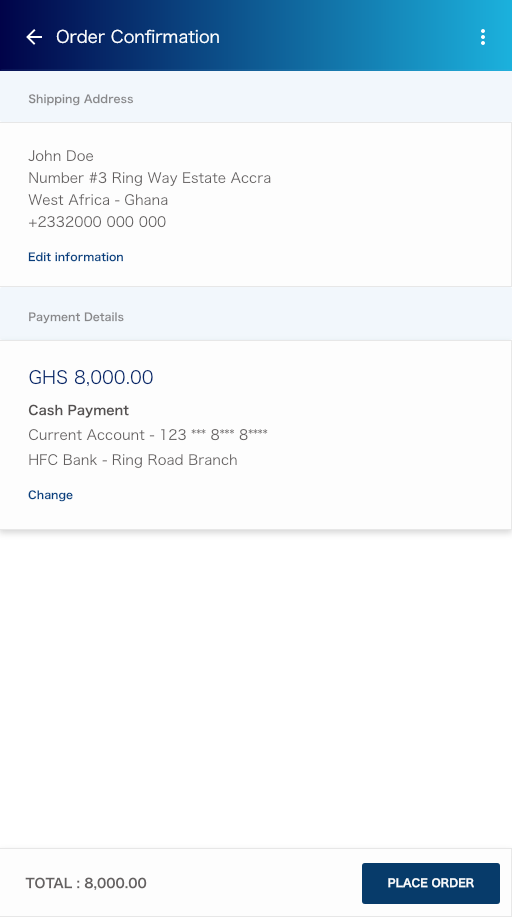 Order Confirmation
Shipping Address
John Doe
Number #3 Ring Way Estate Accra
West Africa - Ghana
+2332000 000 000
Edit information
Payment Details
GHS 8,000.00
Cash Payment
Current Account - 123 *** 8*** 8****
HFC Bank - Ring Road Branch
Change
TOTAL : 8,000.00
PLACE ORDER